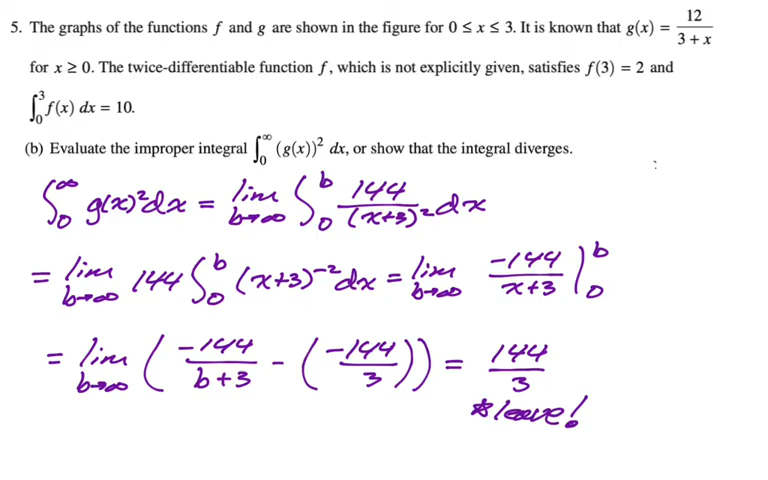 5. The graphs of the functions f and g are shown in the figure for 0 ≤ x ≤ 3. It is known that g(x) = 12/(3 + x)
for x ≥ 0. The twice-differentiable function f, which is not explicitly given, satisfies f(3) = 2 and
∫₀³ f(x) dx = 10.
(b) Evaluate the improper integral ∫₀^∞ (g(x))² dx, or show that the integral diverges.
∫₀^∞ g(x)² dx = lim b→∞ ∫₀^b 144/(x+3)² dx
= lim b→∞ 144 ∫₀^b (x+3)⁻² dx = lim b→∞ -144/(x+3) |₀^b
= lim b→∞ ( -144/(b+3) - ( -144/3 )) = 144/3
* leave!